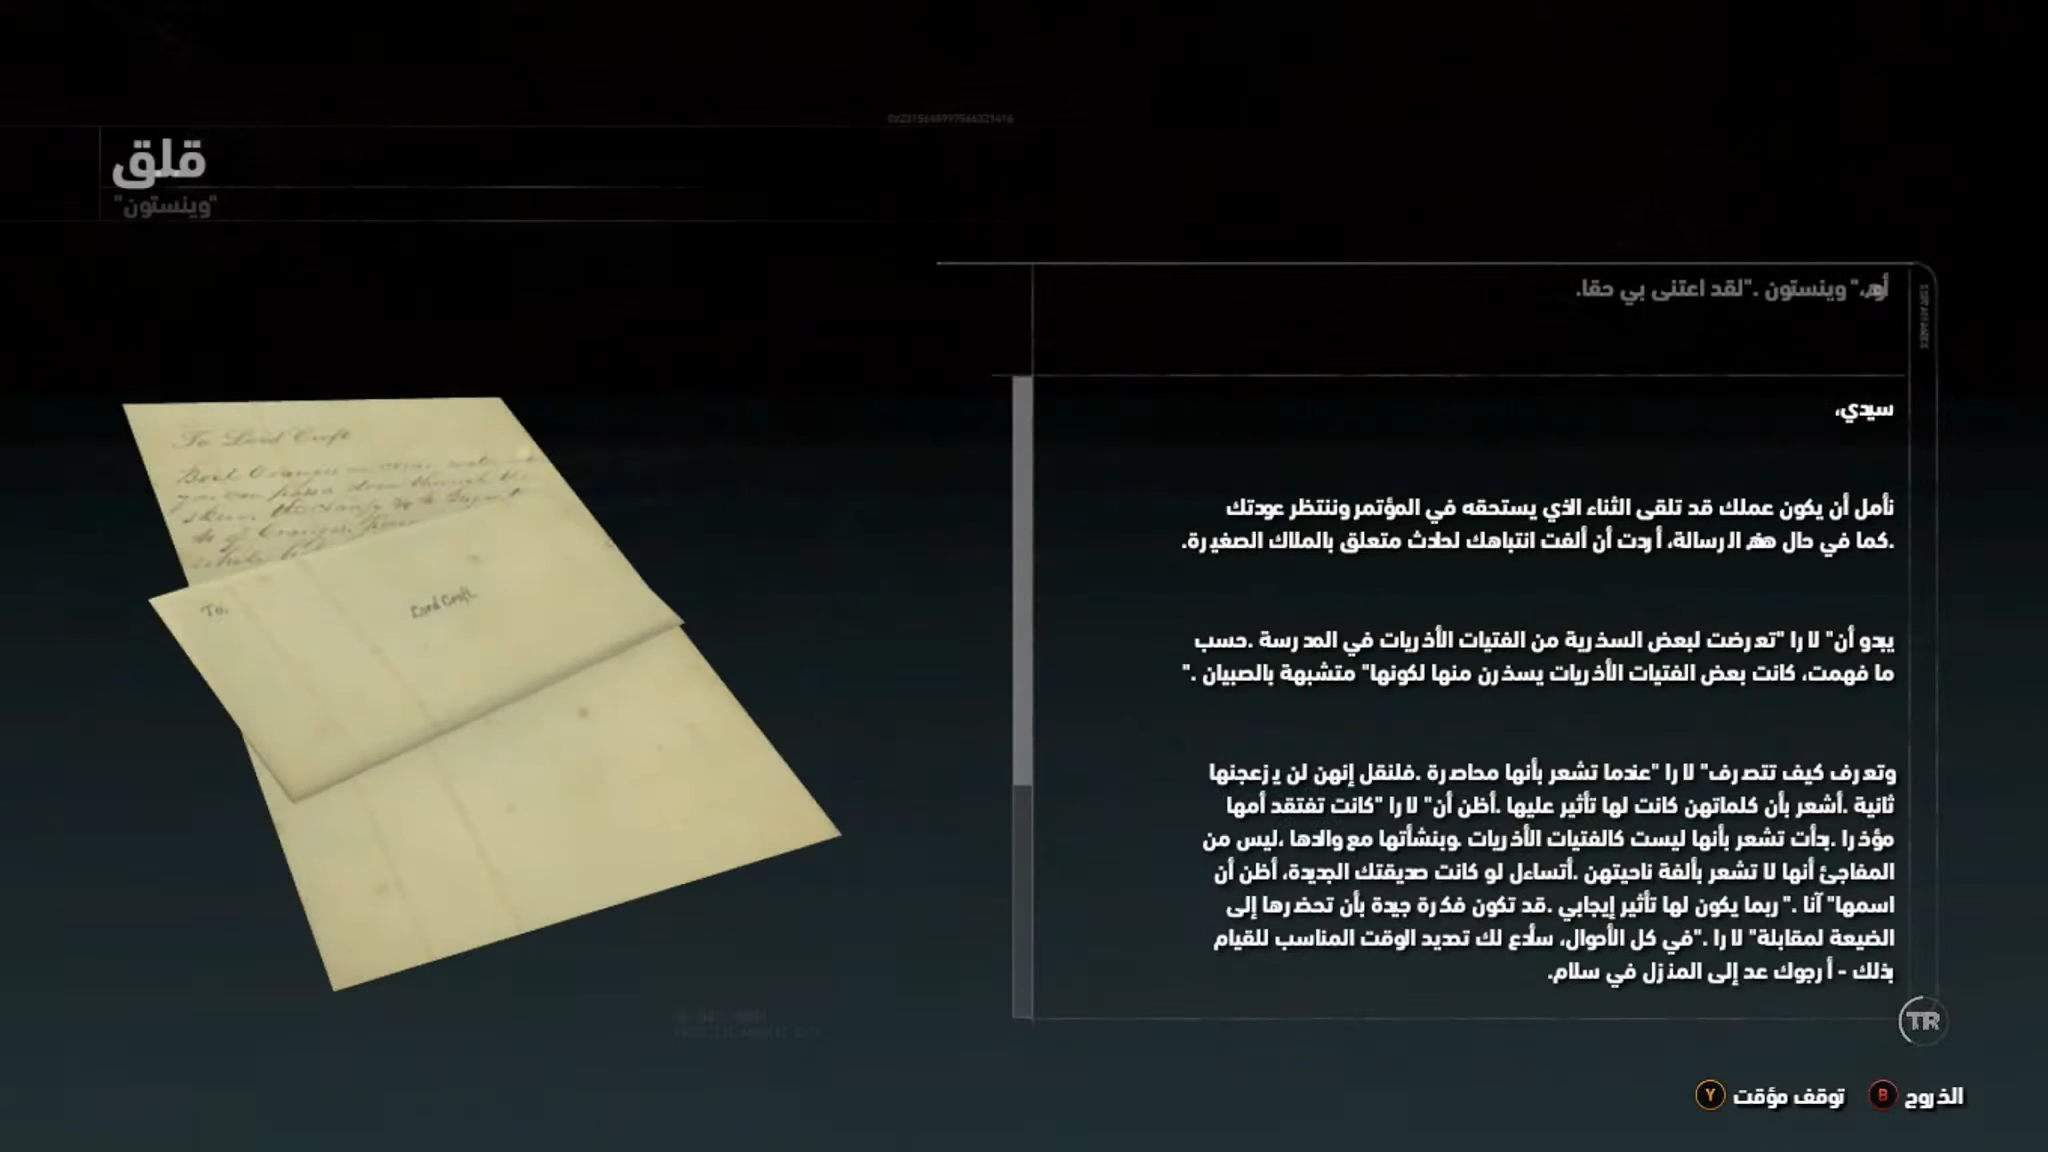 قلق
"وينستون"
أوه،" وينستون ."لقد اعتنى بي حقا.
سيدي،
نأمل أن يكون عملك قد تلقى الثناء الذي يستحقه في المؤتمر وننتظر عودتك
.كما في حال هذه الرسالة، أردت أن ألفت انتباهك لحادث متعلق بالملاك الصغيرة.
يبدو أن" لارا "تعرضت لبعض السخرية من الفتيات الأخريات في المدرسة .حسب
ما فهمت، كانت بعض الفتيات الأخريات يسخرن منها لكونها" متشبهة بالصبيان ."
وتعرف كيف تتصرف" لارا "عندما تشعر بأنها محاصرة .فلنقل إنهن لن يزعجنها
ثانية .أشعر بأن كلماتهن كانت لها تأثير عليها .أظن أن" لارا "كانت تفتقد أمها
مؤخرا .بدأت تشعر بأنها ليست كالفتيات الأخريات .وبنشأتها مع والدها ،ليس من
المفاجئ أنها لا تشعر بألفة ناحيتهن .أتساءل لو كانت صديقتك الجديدة، أظن أن
اسمها" آنا ." ربما يكون لها تأثير إيجابي .قد تكون فكرة جيدة بأن تحضرها إلى
الضيعة لمقابلة" لارا ."في كل الأحوال، سأدع لك تحديد الوقت المناسب للقيام
بذلك - أرجوك عد إلى المنزل في سلام.
To Lord Croft
To:
Lord Croft
TR
الخروج B توقف مؤقت Y